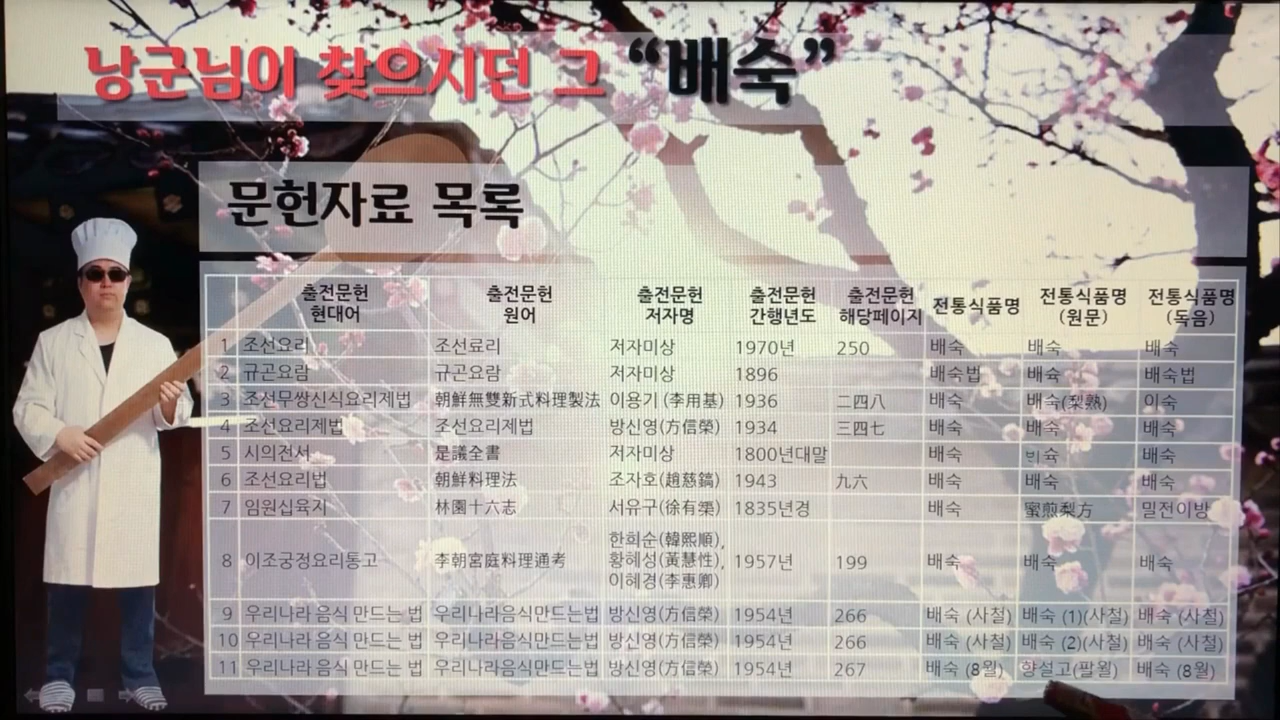 낭군님이 찾으시던 그 “배숙”
문헌자료 목록
출전문헌 현대어 출전문헌 원어 출전문헌 저자명 출전문헌 간행년도 출전문헌 해당페이지 전통식품명 전통식품명 (원문) 전통식품명 (독음)
1 조선요리 조선료리 저자미상 1970년 250 배숙 배숙 배숙
2 규곤요람 규곤요람 저자미상 1896 배숙법 배슉 배숙법
3 조선무쌍신식요리제법 朝鮮無雙新式料理製法 이용기 (李用基) 1936 二四八 배숙 배숙(梨熟) 이숙
4 조선요리제법 조선요리제법 방신영(方信榮) 1934 三四七 배숙 배숙 배숙
5 시의전서 是議全書 저자미상 1800년대말 배숙 슉 배숙
6 조선요리법 朝鮮料理法 조자호(趙慈鎬) 1943 九六 배숙 배숙 배숙
7 임원십육지 林園十六志 서유구(徐有榘) 1835년경 배숙 蜜煎梨方 밀전이방
8 이조궁정요리통고 李朝宮庭料理通考 한희순(韓熙順), 황혜성(黃慧性), 이혜경(李惠卿) 1957년 199 배숙 배숙 배숙
9 우리나라 음식 만드는 법 우리나라음식만드는법 방신영(方信榮) 1954년 266 배숙 (사철) 배숙 (1)(사철) 배숙 (사철)
10 우리나라 음식 만드는 법 우리나라음식만드는법 방신영(方信榮) 1954년 266 배숙 (사철) 배숙 (2)(사철) 배숙 (사철)
11 우리나라 음식 만드는 법 우리나라음식만드는법 방신영(方信榮) 1954년 267 배숙 (8월) 향설고(팔월) 배숙 (8월)